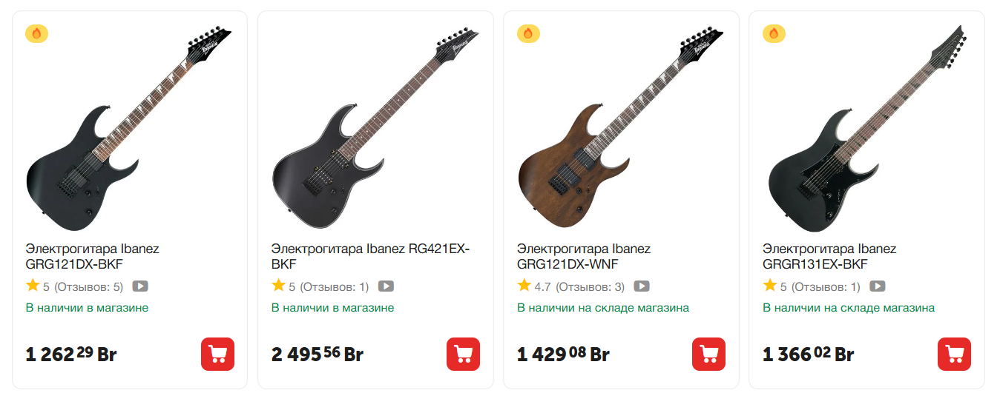 Ibanez
Электрогитара Ibanez
GRG121DX-BKF
5 (Отзывов: 5)
В наличии в магазине
1 262 29 Br
Ibanez
Электрогитара Ibanez RG421EX-
BKF
5 (Отзывов: 1)
В наличии в магазине
2 495 56 Br
Ibanez
Электрогитара Ibanez
GRG121DX-WNF
4.7 (Отзывов: 3)
В наличии на складе магазина
1 429 08 Br
Электрогитара Ibanez
GRGR131EX-BKF
5 (Отзывов: 1)
В наличии на складе магазина
1 366 02 Br